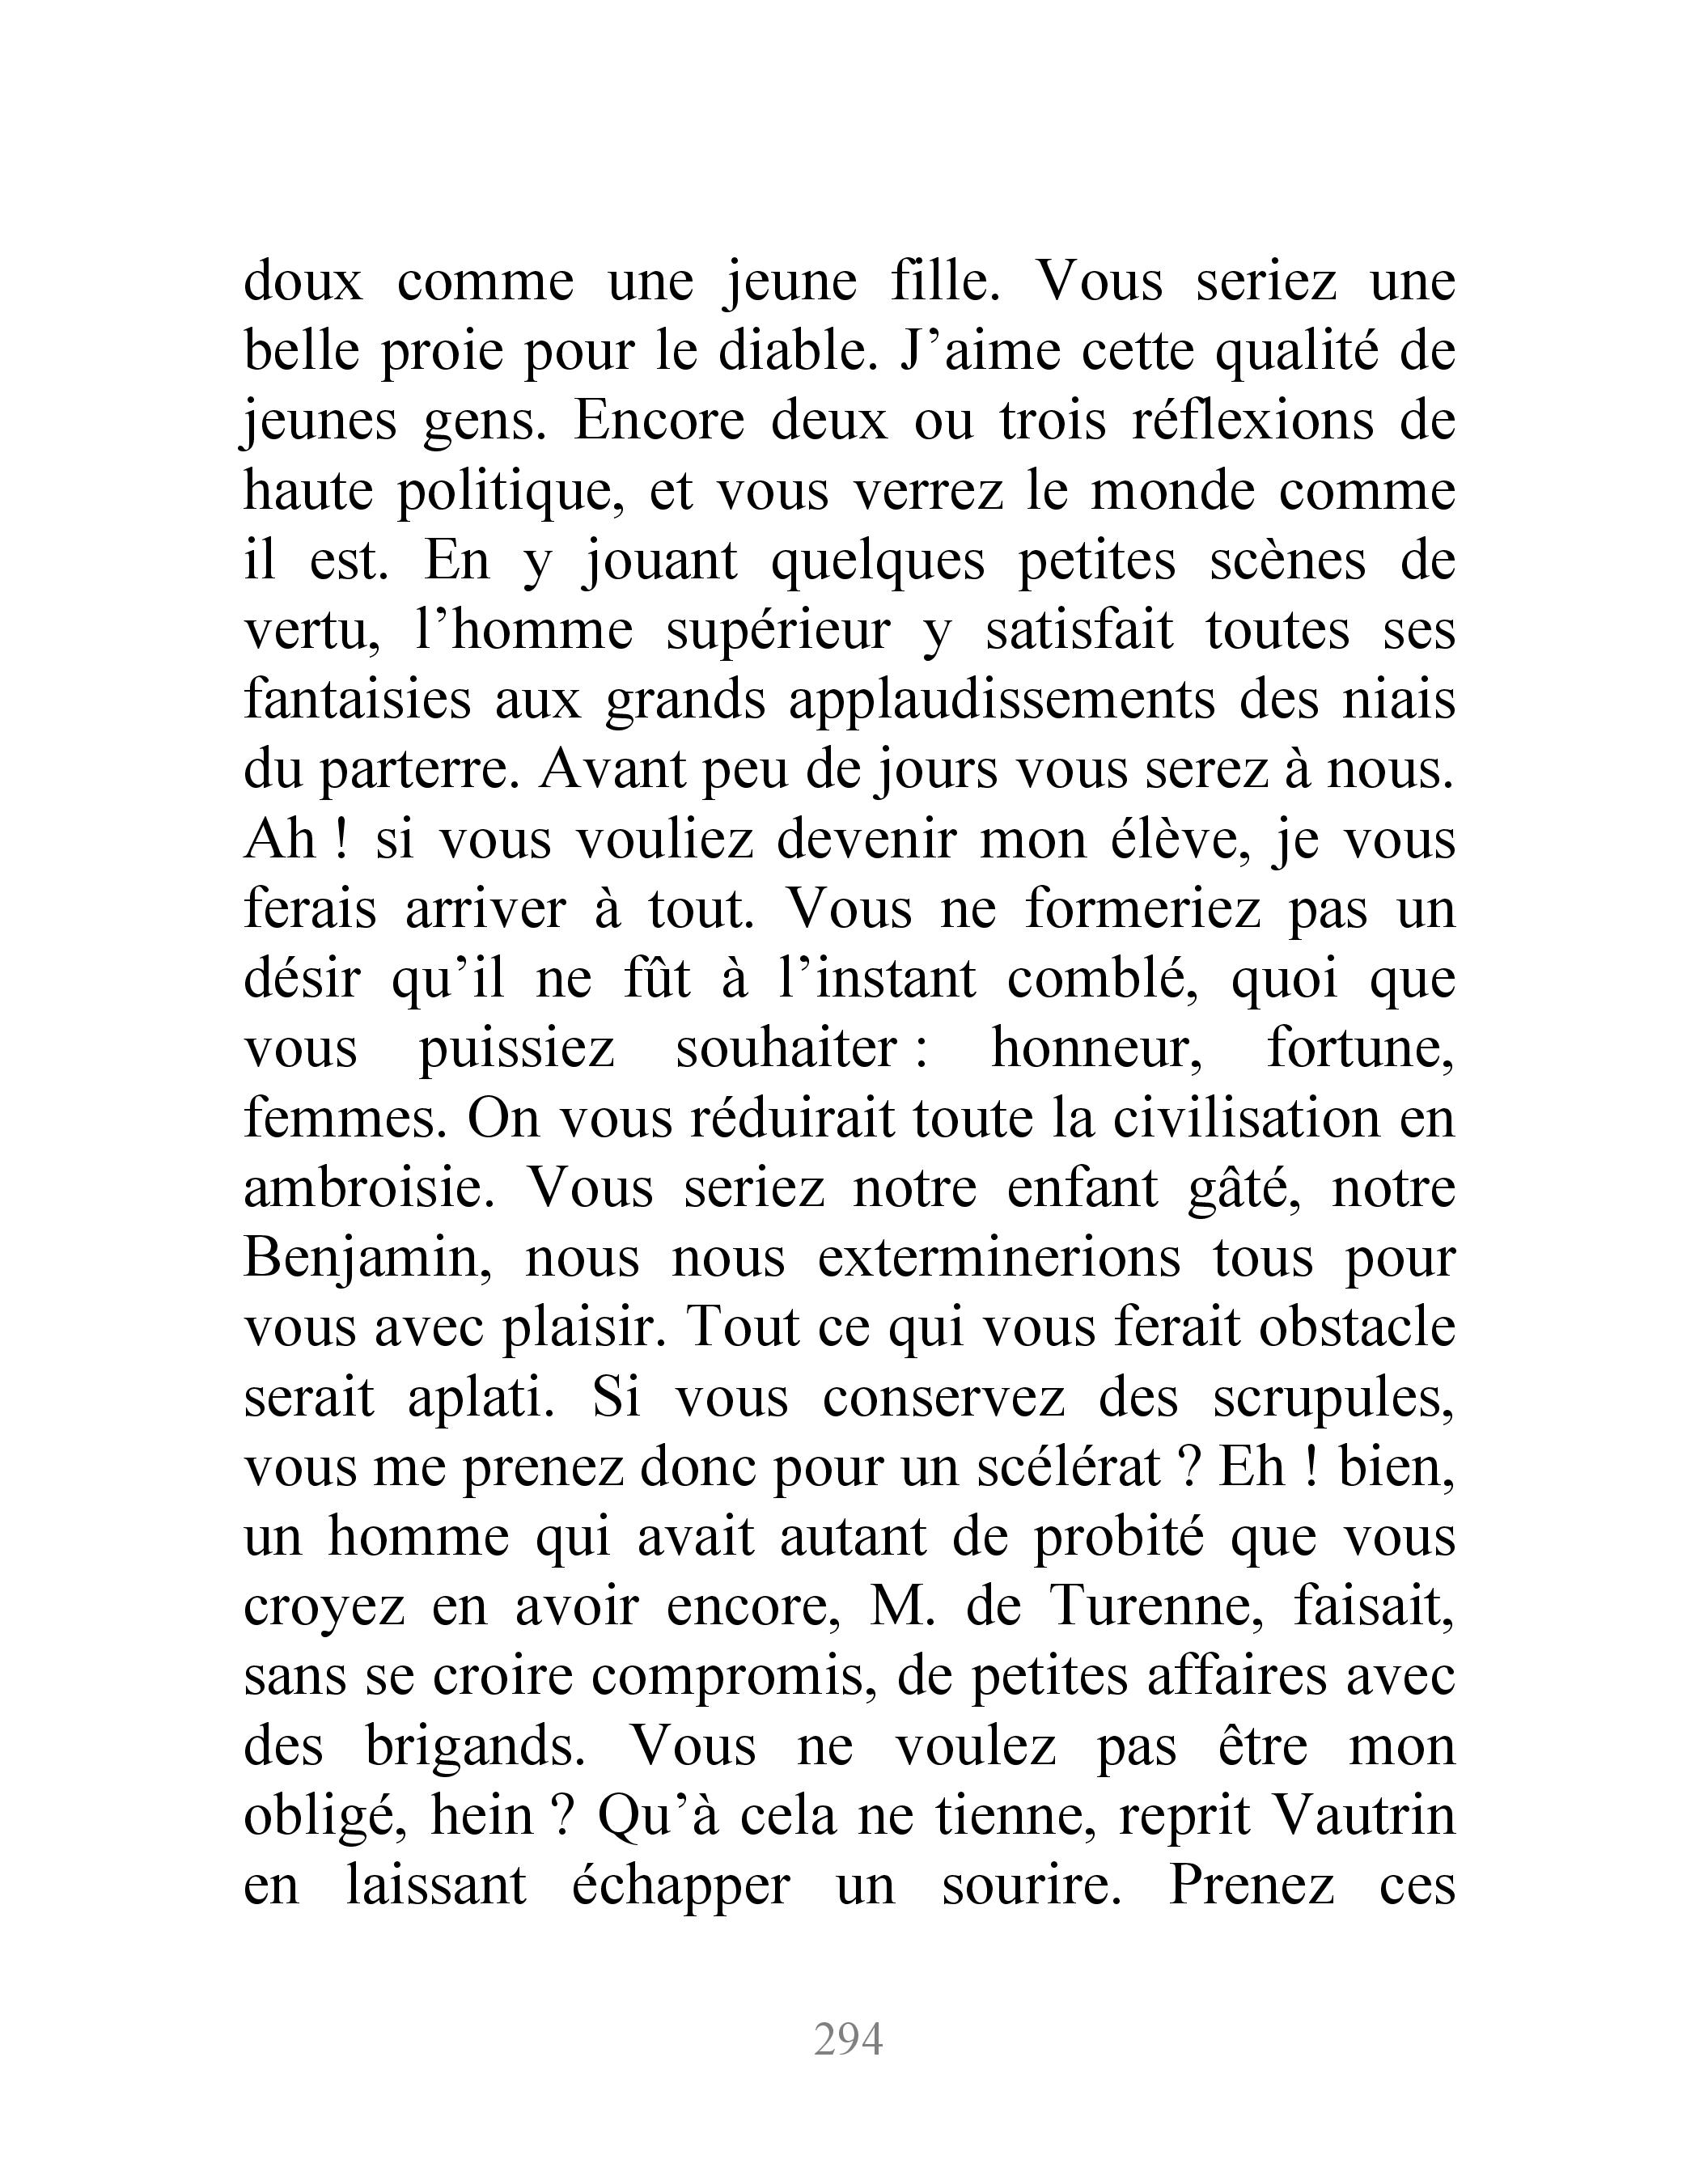 doux comme une jeune fille. Vous seriez une
belle proie pour le diable. J’aime cette qualité de
jeunes gens. Encore deux ou trois réflexions de
haute politique, et vous verrez le monde comme
il est. En y jouant quelques petites scènes de
vertu, l’homme supérieur y satisfait toutes ses
fantaisies aux grands applaudissements des niais
du parterre. Avant peu de jours vous serez à nous.
Ah ! si vous vouliez devenir mon élève, je vous
ferais arriver à tout. Vous ne formeriez pas un
désir qu’il ne fût à l’instant comblé, quoi que
vous puissiez souhaiter : honneur, fortune,
femmes. On vous réduirait toute la civilisation en
ambroisie. Vous seriez notre enfant gâté, notre
Benjamin, nous nous exterminerions tous pour
vous avec plaisir. Tout ce qui vous ferait obstacle
serait aplati. Si vous conservez des scrupules,
vous me prenez donc pour un scélérat ? Eh ! bien,
un homme qui avait autant de probité que vous
croyez en avoir encore, M. de Turenne, faisait,
sans se croire compromis, de petites affaires avec
des brigands. Vous ne voulez pas être mon
obligé, hein ? Qu’à cela ne tienne, reprit Vautrin
en laissant échapper un sourire. Prenez ces
294